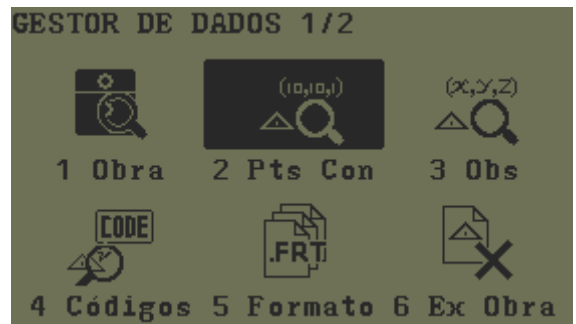 GESTOR DE DADOS 1/2
(10,10,1)
(X,Y,Z)
1 Obra 2 Pts Con 3 Obs
CODE
.FRT
4 Códigos 5 Formato 6 Ex Obra